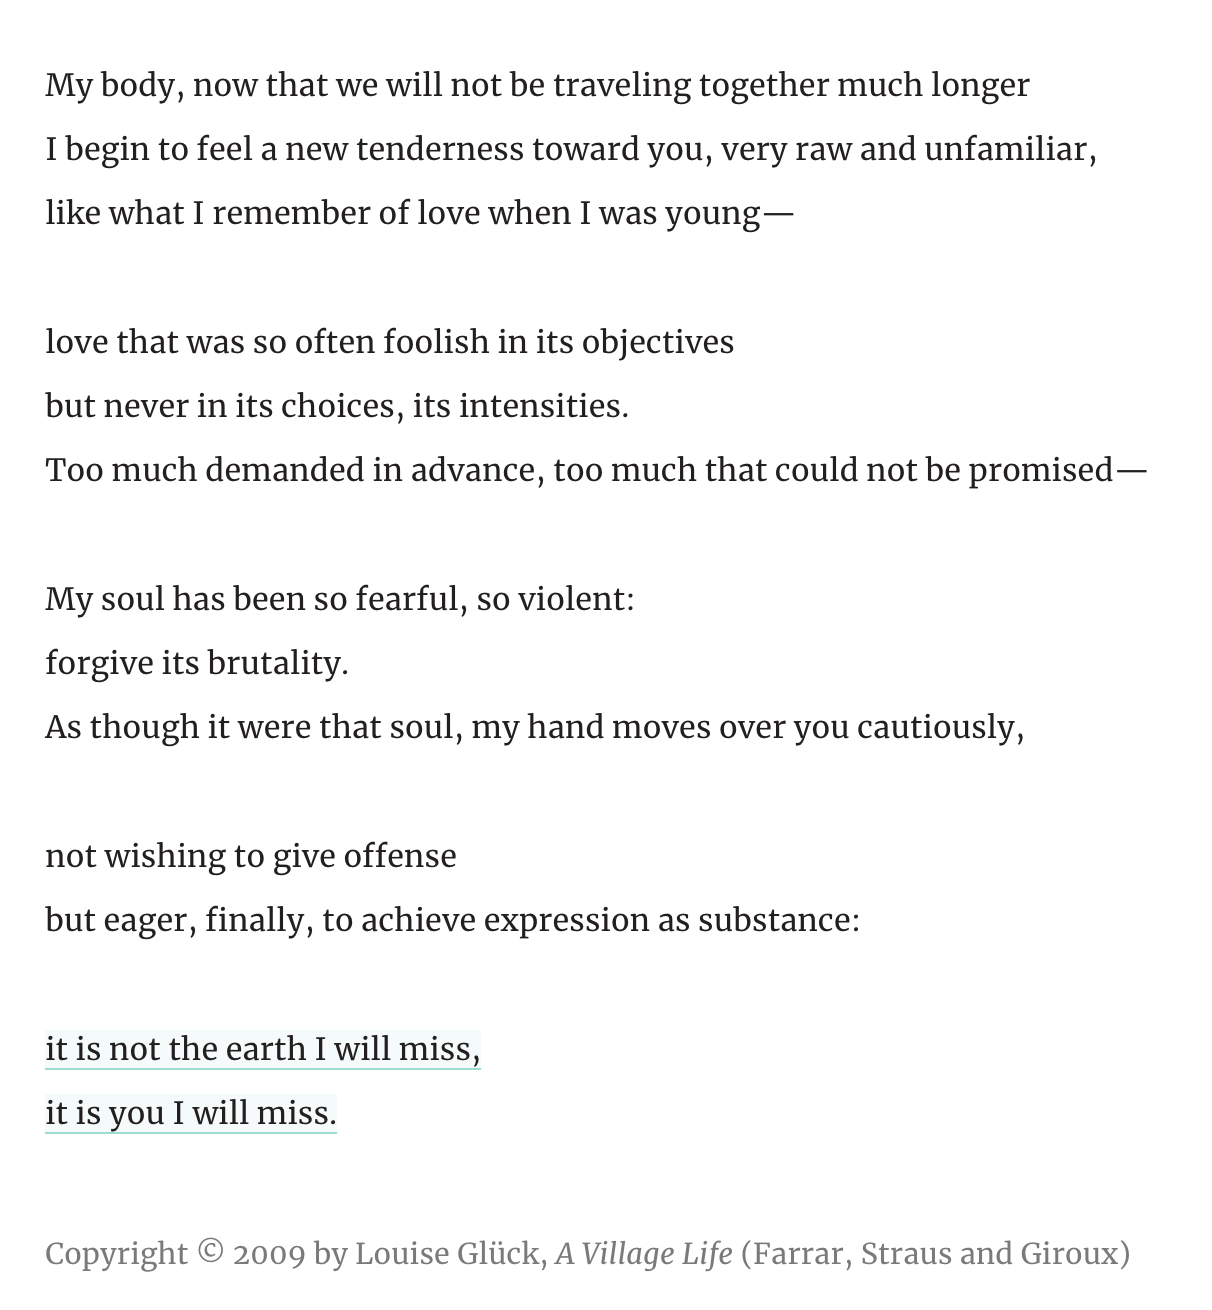 My body, now that we will not be traveling together much longer
I begin to feel a new tenderness toward you, very raw and unfamiliar,
like what I remember of love when I was young—
love that was so often foolish in its objectives
but never in its choices, its intensities.
Too much demanded in advance, too much that could not be promised—
My soul has been so fearful, so violent:
forgive its brutality.
As though it were that soul, my hand moves over you cautiously,
not wishing to give offense
but eager, finally, to achieve expression as substance:
it is not the earth I will miss,
it is you I will miss.
Copyright © 2009 by Louise Glück, A Village Life (Farrar, Straus and Giroux)